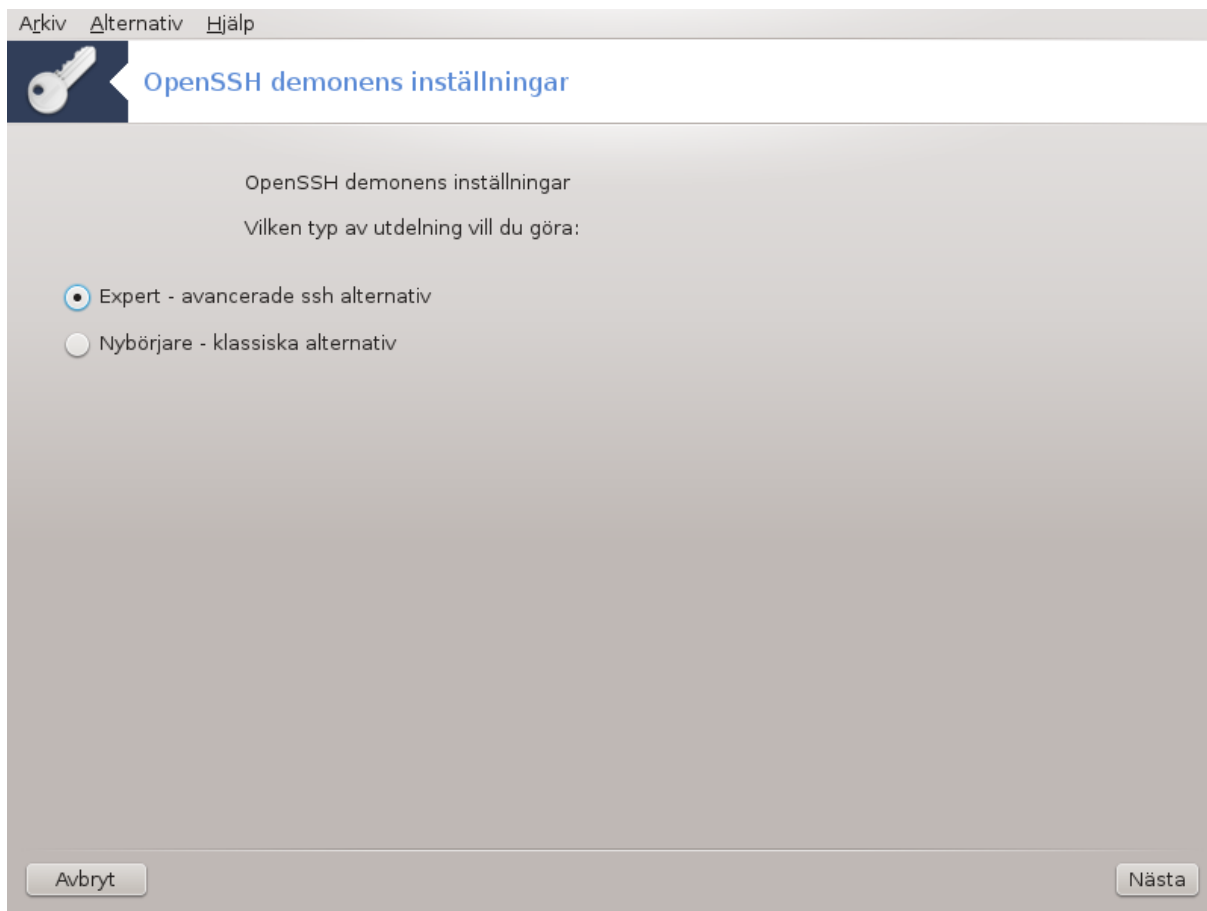 Arkiv Alternativ Hjälp
OpenSSH demonens inställningar
OpenSSH demonens inställningar
Vilken typ av utdelning vill du göra:
Expert - avancerade ssh alternativ
Nybörjare - klassiska alternativ
Avbryt Nästa